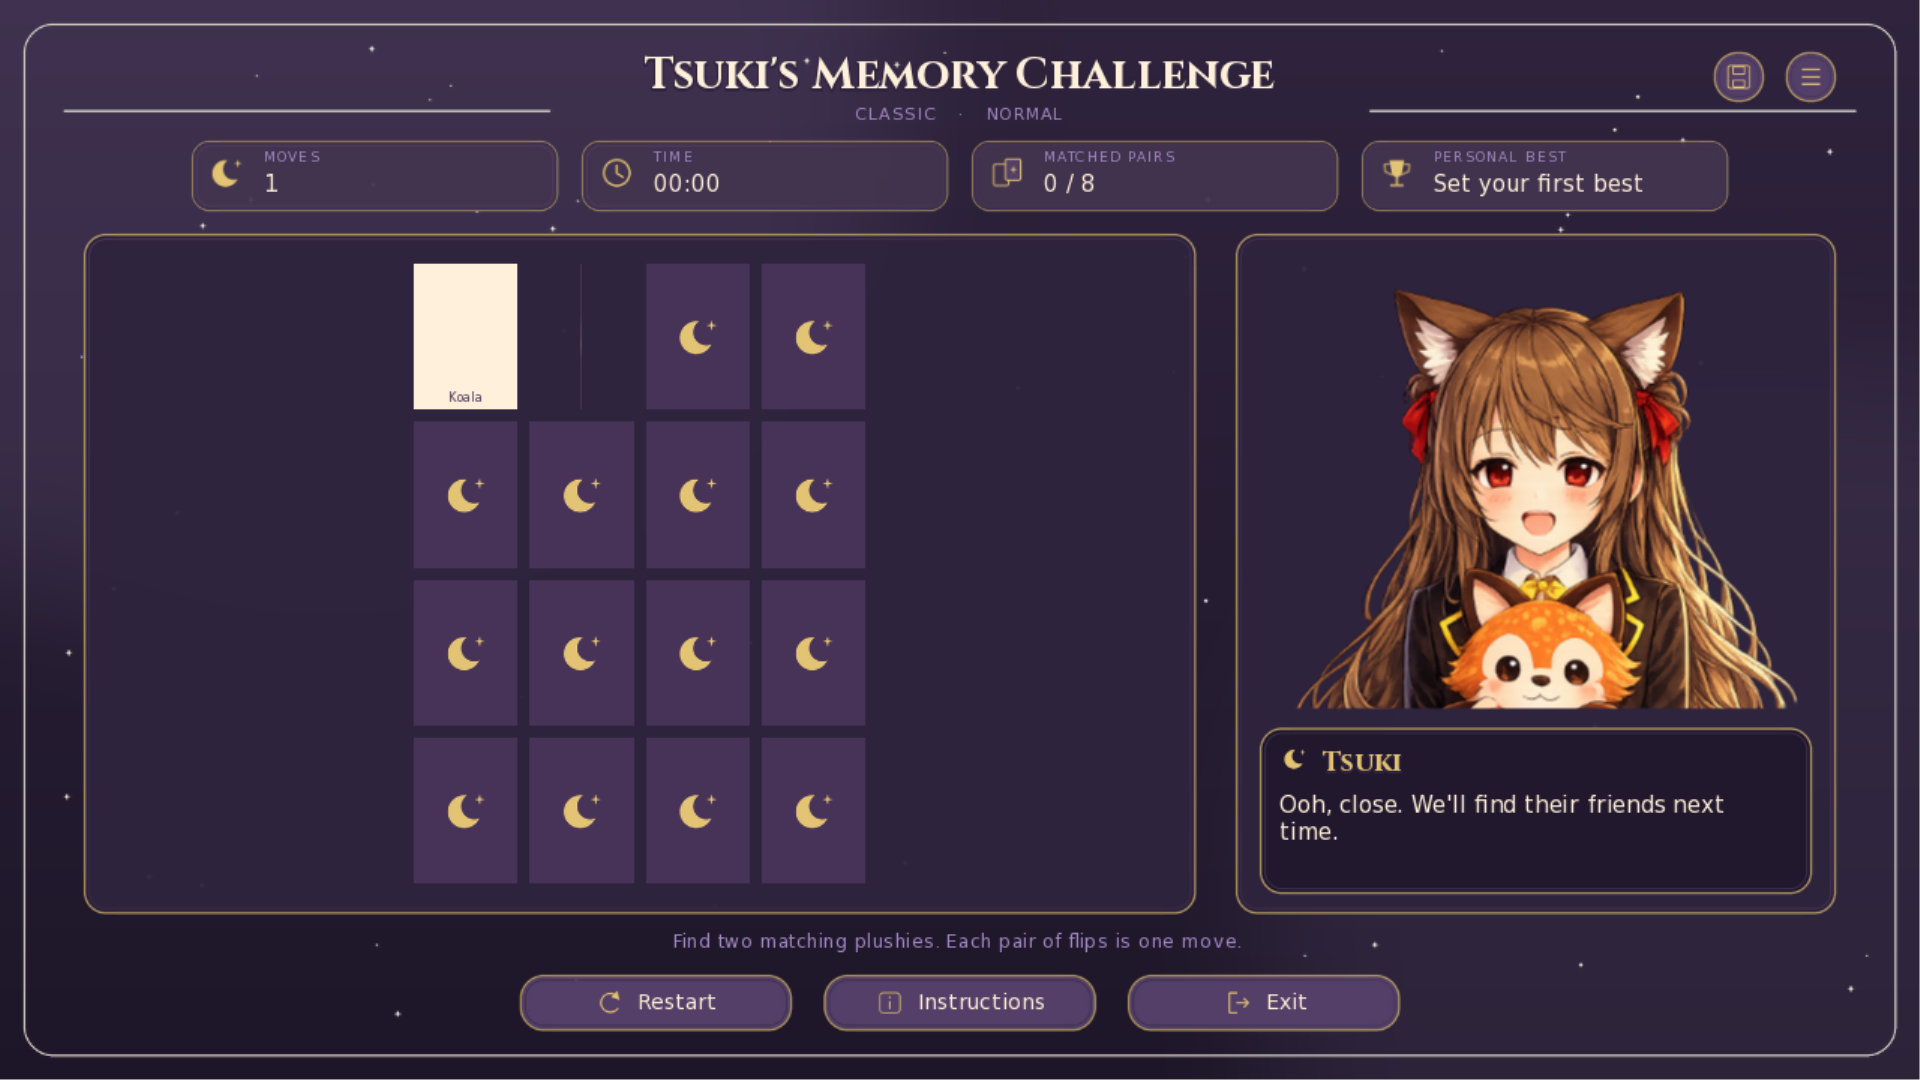 Tsuki's Memory Challenge
CLASSIC · NORMAL
MOVES
1
TIME
00:00
MATCHED PAIRS
0 / 8
PERSONAL BEST
Set your first best
Koala
Tsuki
Ooh, close. We'll find their friends next
time.
Find two matching plushies. Each pair of flips is one move.
Restart
Instructions
Exit